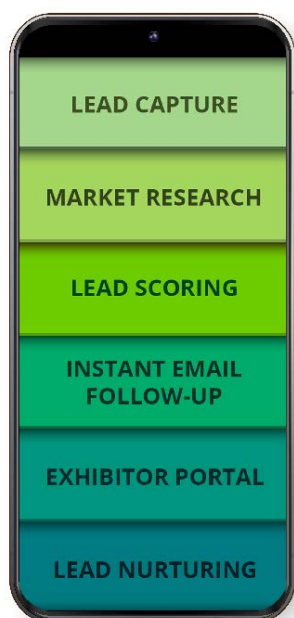 LEAD CAPTURE
MARKET RESEARCH
LEAD SCORING
INSTANT EMAIL
FOLLOW-UP
EXHIBITOR PORTAL
LEAD NURTURING